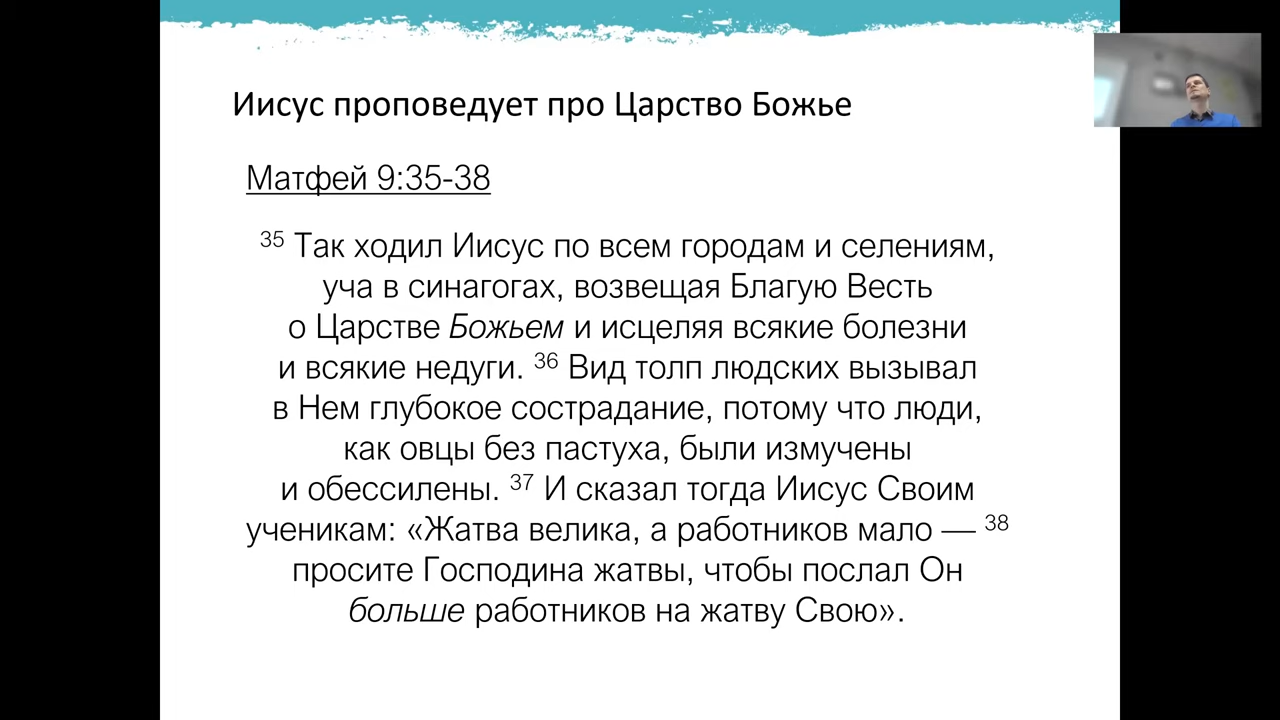 Иисус проповедует про Царство Божье
Матфей 9:35-38
35 Так ходил Иисус по всем городам и селениям,
уча в синагогах, возвещая Благую Весть
о Царстве Божьем и исцеляя всякие болезни
и всякие недуги. 36 Вид толп людских вызывал
в Нем глубокое сострадание, потому что люди,
как овцы без пастуха, были измучены
и обессилены. 37 И сказал тогда Иисус Своим
ученикам: «Жатва велика, а работников мало — 38
просите Господина жатвы, чтобы послал Он
больше работников на жатву Свою».